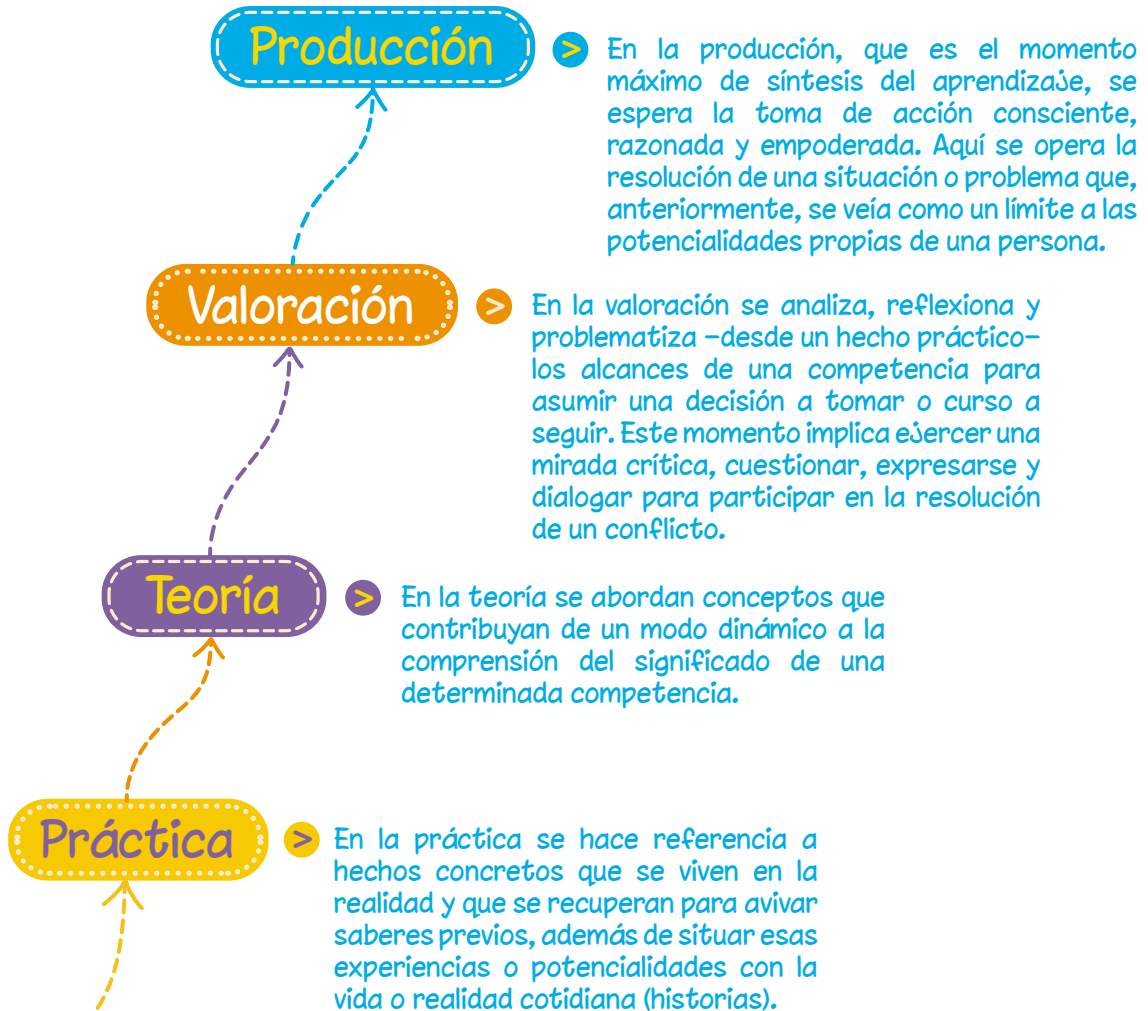 Producción
>
En la producción, que es el momento
máximo de síntesis del aprendizaje, se
espera la toma de acción consciente,
razonada y empoderada. Aquí se opera la
resolución de una situación o problema que,
anteriormente, se veía como un límite a las
potencialidades propias de una persona.
Valoración
>
En la valoración se analiza, reflexiona y
problematiza –desde un hecho práctico–
los alcances de una competencia para
asumir una decisión a tomar o curso a
seguir. Este momento implica ejercer una
mirada crítica, cuestionar, expresarse y
dialogar para participar en la resolución
de un conflicto.
Teoría
>
En la teoría se abordan conceptos que
contribuyan de un modo dinámico a la
comprensión del significado de una
determinada competencia.
Práctica
>
En la práctica se hace referencia a
hechos concretos que se viven en la
realidad y que se recuperan para avivar
saberes previos, además de situar esas
experiencias o potencialidades con la
vida o realidad cotidiana (historias).